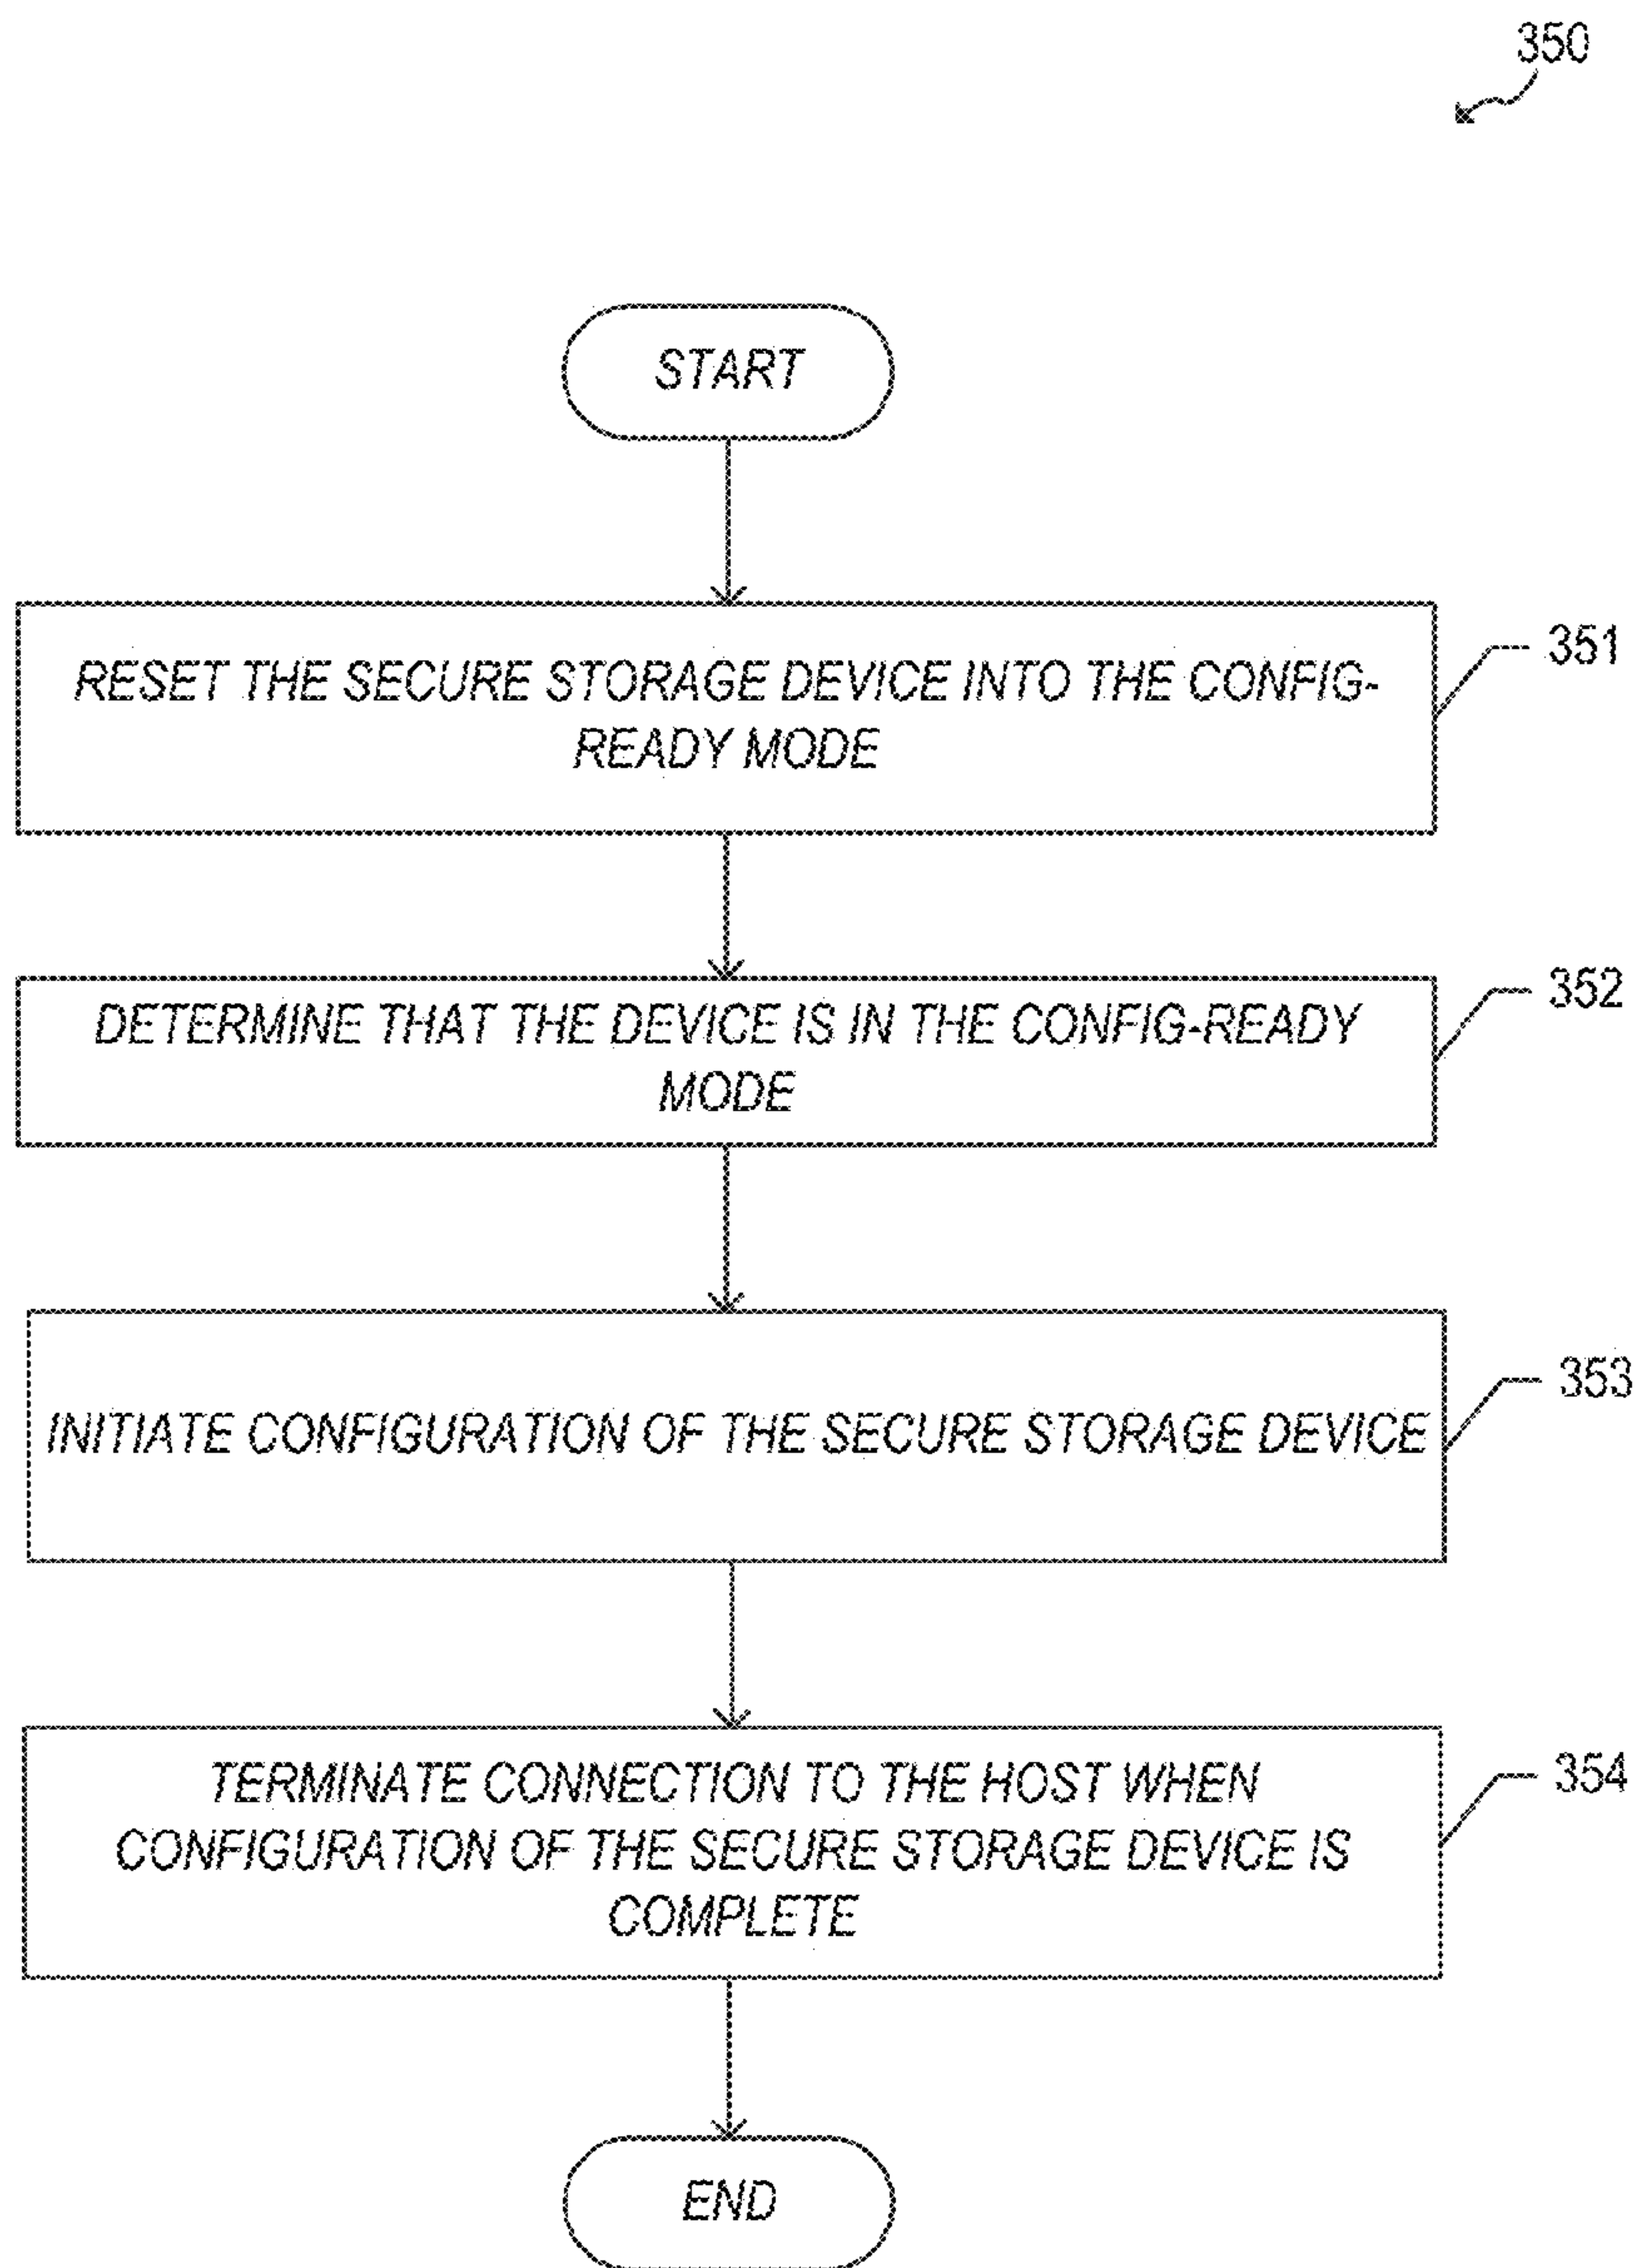 350
START
RESET THE SECURE STORAGE DEVICE INTO THE CONFIG-
READY MODE
351
DETERMINE THAT THE DEVICE IS IN THE CONFIG-READY
MODE
352
INITIATE CONFIGURATION OF THE SECURE STORAGE DEVICE
353
TERMINATE CONNECTION TO THE HOST WHEN
CONFIGURATION OF THE SECURE STORAGE DEVICE IS
COMPLETE
354
END